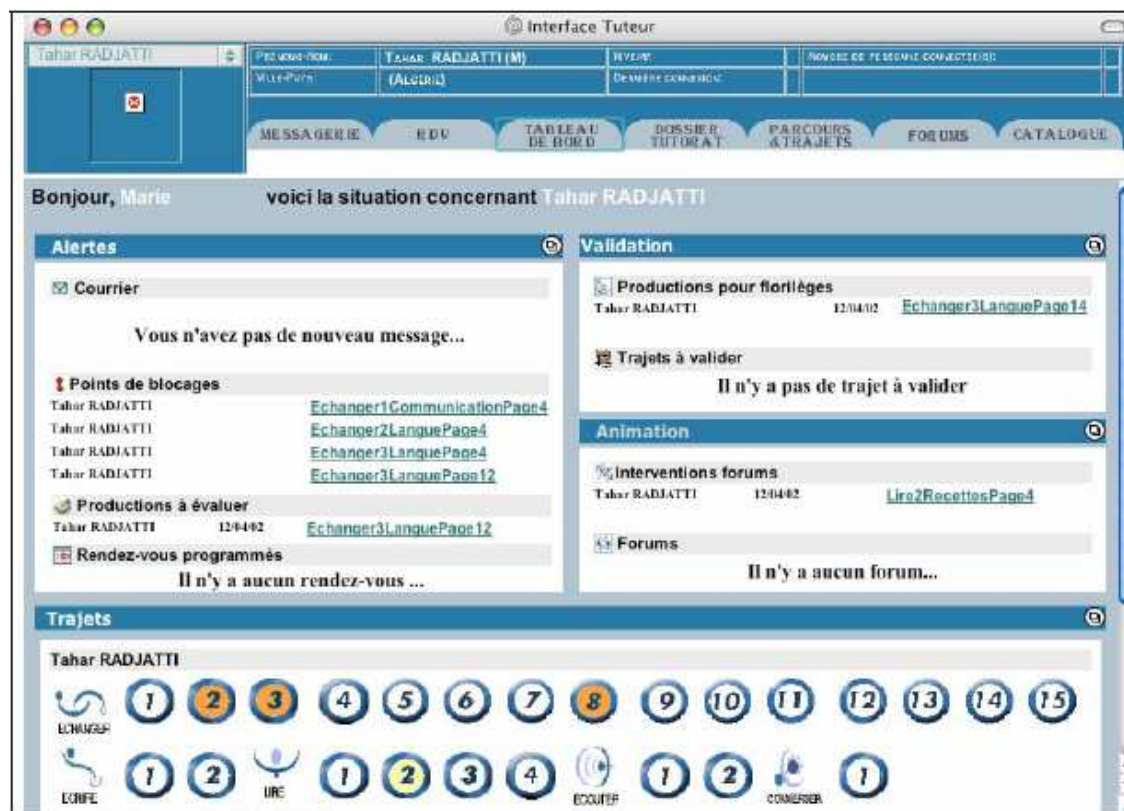 Interface Tuteur
Tahar RADJATTI
TAHAR RADJATTI (M)
(ALGERIE)
MESSAGERIE RDV TABLEAU DE BORD DOSSIER TUTORAT PARCOURS &TRAJETS FORUMS CATALOGUE
Bonjour, Marie voici la situation concernant Tahar RADJATTI
Alertes
Courrier
Vous n'avez pas de nouveau message...
Points de blocages
Tahar RADJATTI Echanger1CommunicationPage4
Tahar RADJATTI Echanger2LanguePage4
Tahar RADJATTI Echanger3LanguePage4
Tahar RADJATTI Echanger3LanguePage12
Productions à évaluer
Tahar RADJATTI 12/04/02 Echanger3LanguePage12
Rendez-vous programmés
Il n'y a aucun rendez-vous ...
Validation
Productions pour florilèges
Tahar RADJATTI 12/04/02 Echanger3LanguePage14
Trajets à valider
Il n'y a pas de trajet à valider
Animation
Interventions forums
Tahar RADJATTI 12/04/02 Lire2RecettesPage4
Forums
Il n'y a aucun forum...
Trajets
Tahar RADJATTI
ECHANGER 1 2 3 4 5 6 7 8 9 10 11 12 13 14 15
ECRIRE 1 2 LIRE 1 2 3 4 ECOUTER 1 2 CONVERSER 1